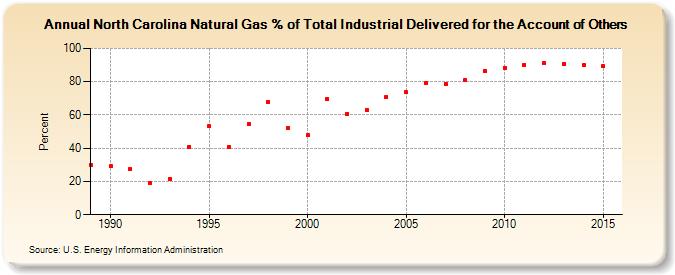 Annual North Carolina Natural Gas % of Total Industrial Delivered for the Account of Others
Percent
100
80
60
40
20
0
1990 1995 2000 2005 2010 2015
Source: U.S. Energy Information Administration